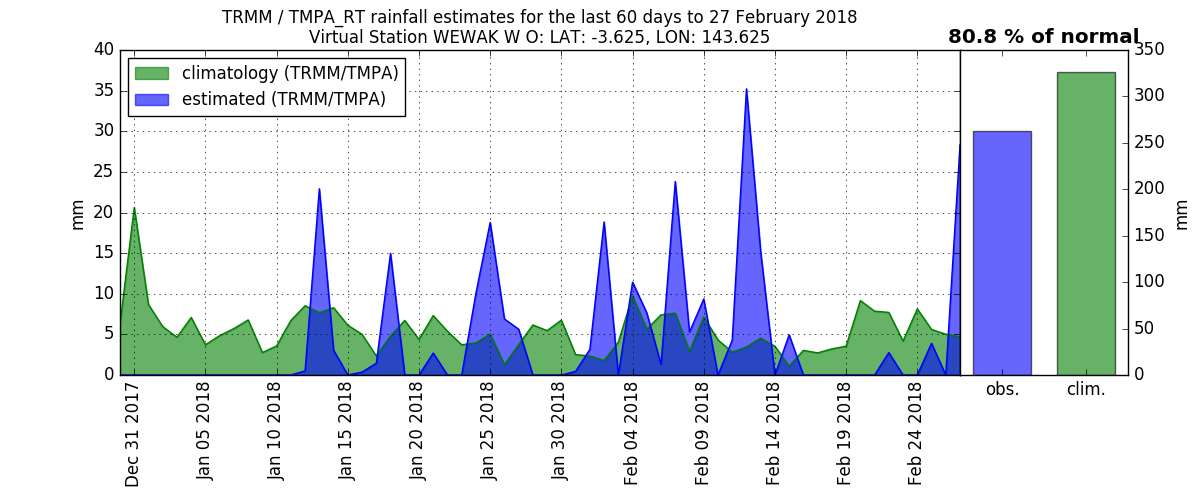 TRMM / TMPA_RT rainfall estimates for the last 60 days to 27 February 2018
Virtual Station WEWAK W O: LAT: -3.625, LON: 143.625
80.8 % of normal
climatology (TRMM/TMPA)
estimated (TRMM/TMPA)
mm
40
35
30
25
20
15
10
5
0
Dec 31 2017
Jan 05 2018
Jan 10 2018
Jan 15 2018
Jan 20 2018
Jan 25 2018
Jan 30 2018
Feb 04 2018
Feb 09 2018
Feb 14 2018
Feb 19 2018
Feb 24 2018
obs.
clim.
350
300
250
200
150
100
50
0
mm